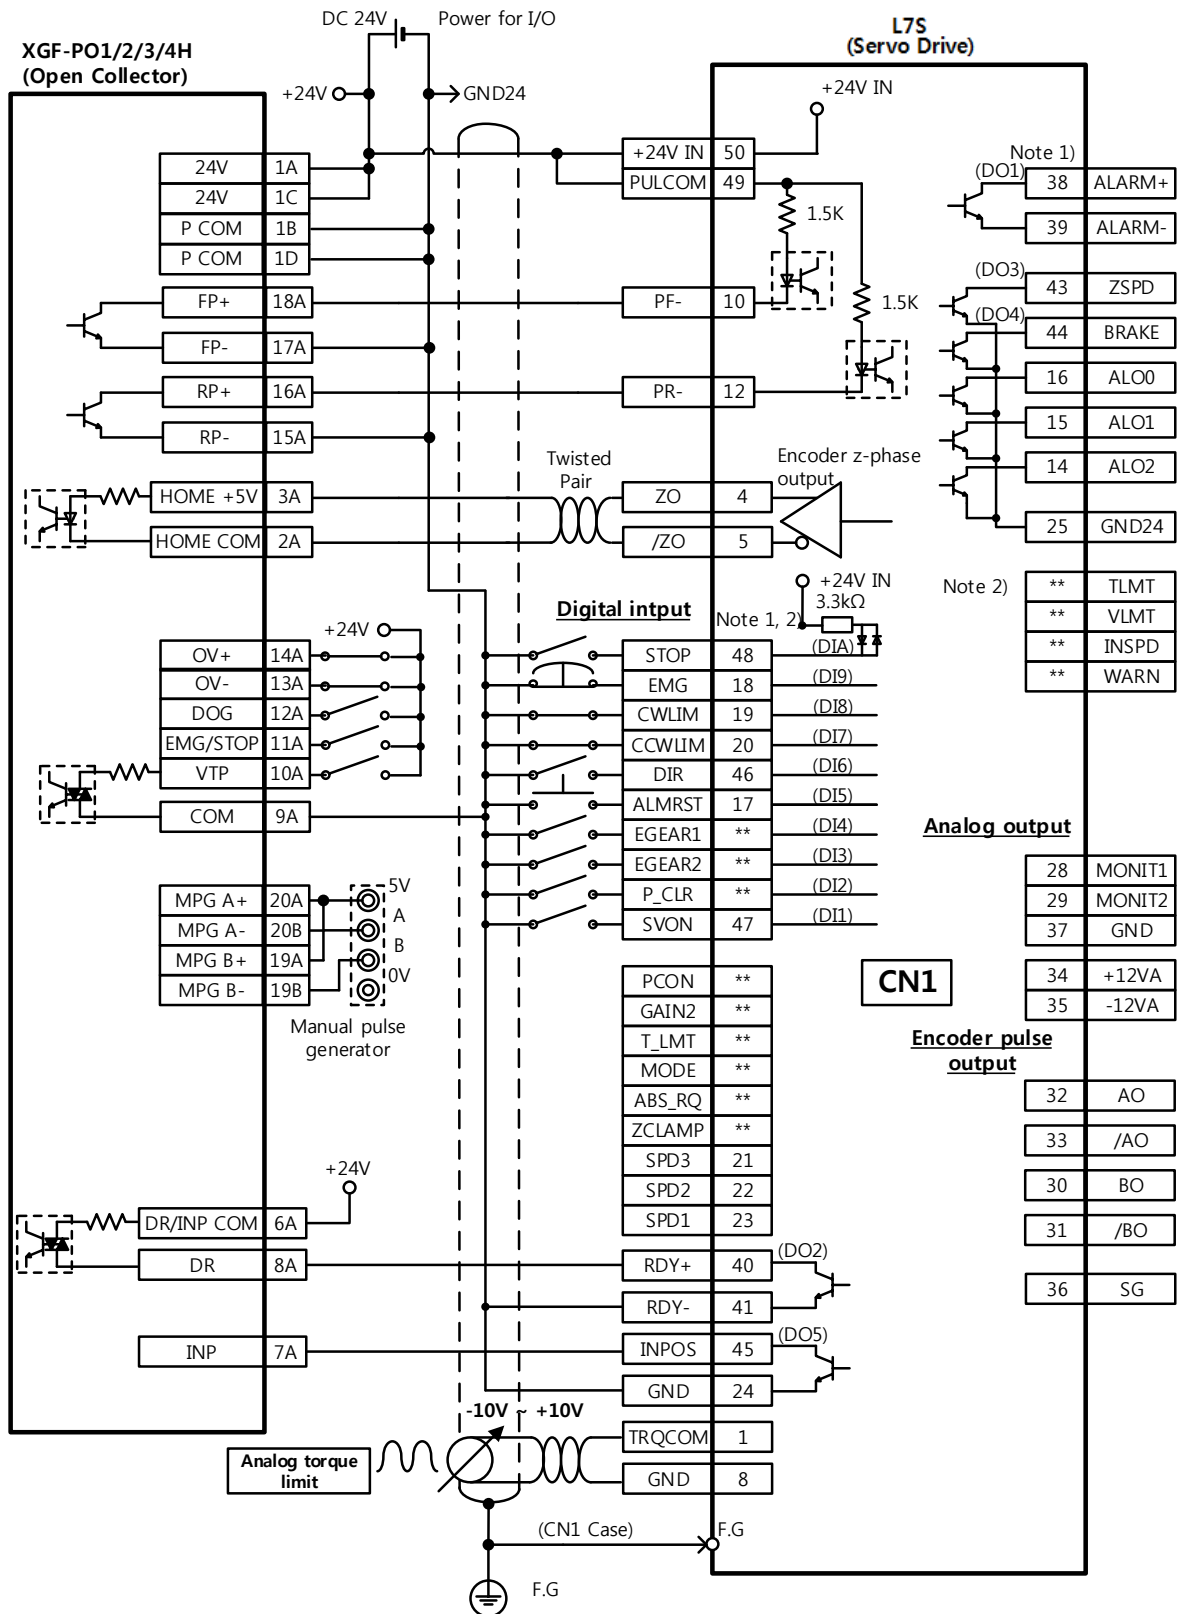 DC 24V
Power for I/O
XGF-PO1/2/3/4H
(Open Collector)
L7S
(Servo Drive)
+24V
GND24
+24V IN
24V 1A
24V 1C
P COM 1B
P COM 1D
FP+ 18A
FP- 17A
RP+ 16A
RP- 15A
HOME +5V 3A
HOME COM 2A
Twisted
Pair
+24V IN 50
PULCOM 49
1.5K
1.5K
PF- 10
PR- 12
Encoder z-phase
output
ZO 4
/ZO 5
Note 1)
(DO1)
38 ALARM+
39 ALARM-
(DO3)
43 ZSPD
(DO4)
44 BRAKE
16 ALO0
15 ALO1
14 ALO2
25 GND24
Note 2)
** TLMT
** VLMT
** INSPD
** WARN
+24V
OV+ 14A
OV- 13A
DOG 12A
EMG/STOP 11A
VTP 10A
COM 9A
Digital intput
Note 1, 2)
+24V IN
3.3kΩ
STOP 48 (DIA)
EMG 18 (DI9)
CWLIM 19 (DI8)
CCWLIM 20 (DI7)
DIR 46 (DI6)
ALMRST 17 (DI5)
EGEAR1 ** (DI4)
EGEAR2 ** (DI3)
P_CLR ** (DI2)
SVON 47 (DI1)
MPG A+ 20A
MPG A- 20B
MPG B+ 19A
MPG B- 19B
5V
A
B
0V
Manual pulse
generator
PCON **
GAIN2 **
T_LMT **
MODE **
ABS_RQ **
ZCLAMP **
SPD3 21
SPD2 22
SPD1 23
CN1
Analog output
28 MONIT1
29 MONIT2
37 GND
34 +12VA
35 -12VA
Encoder pulse
output
32 AO
33 /AO
30 BO
31 /BO
36 SG
+24V
DR/INP COM 6A
DR 8A
INP 7A
RDY+ 40
(DO2)
RDY- 41
INPOS 45
(DO5)
GND 24
-10V ~ +10V
Analog torque
limit
TRQCOM 1
GND 8
(CN1 Case)
F.G
F.G